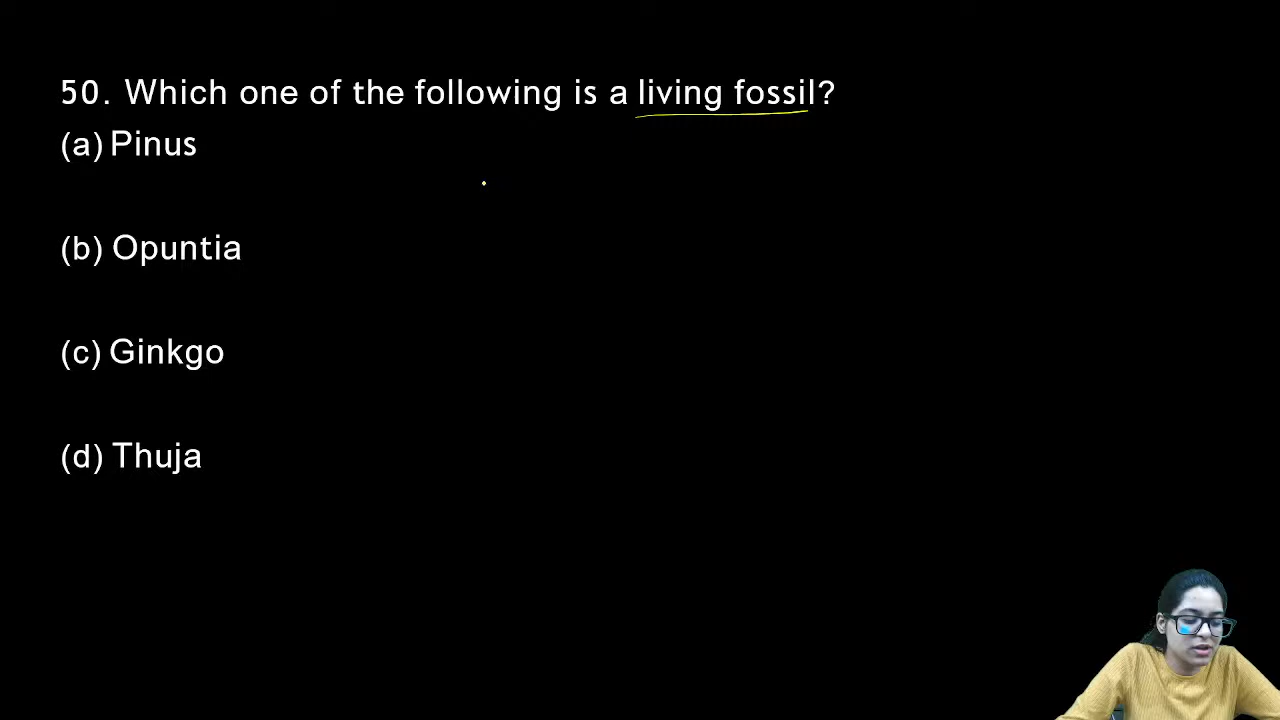 50. Which one of the following is a living fossil?
(a) Pinus
(b) Opuntia
(c) Ginkgo
(d) Thuja